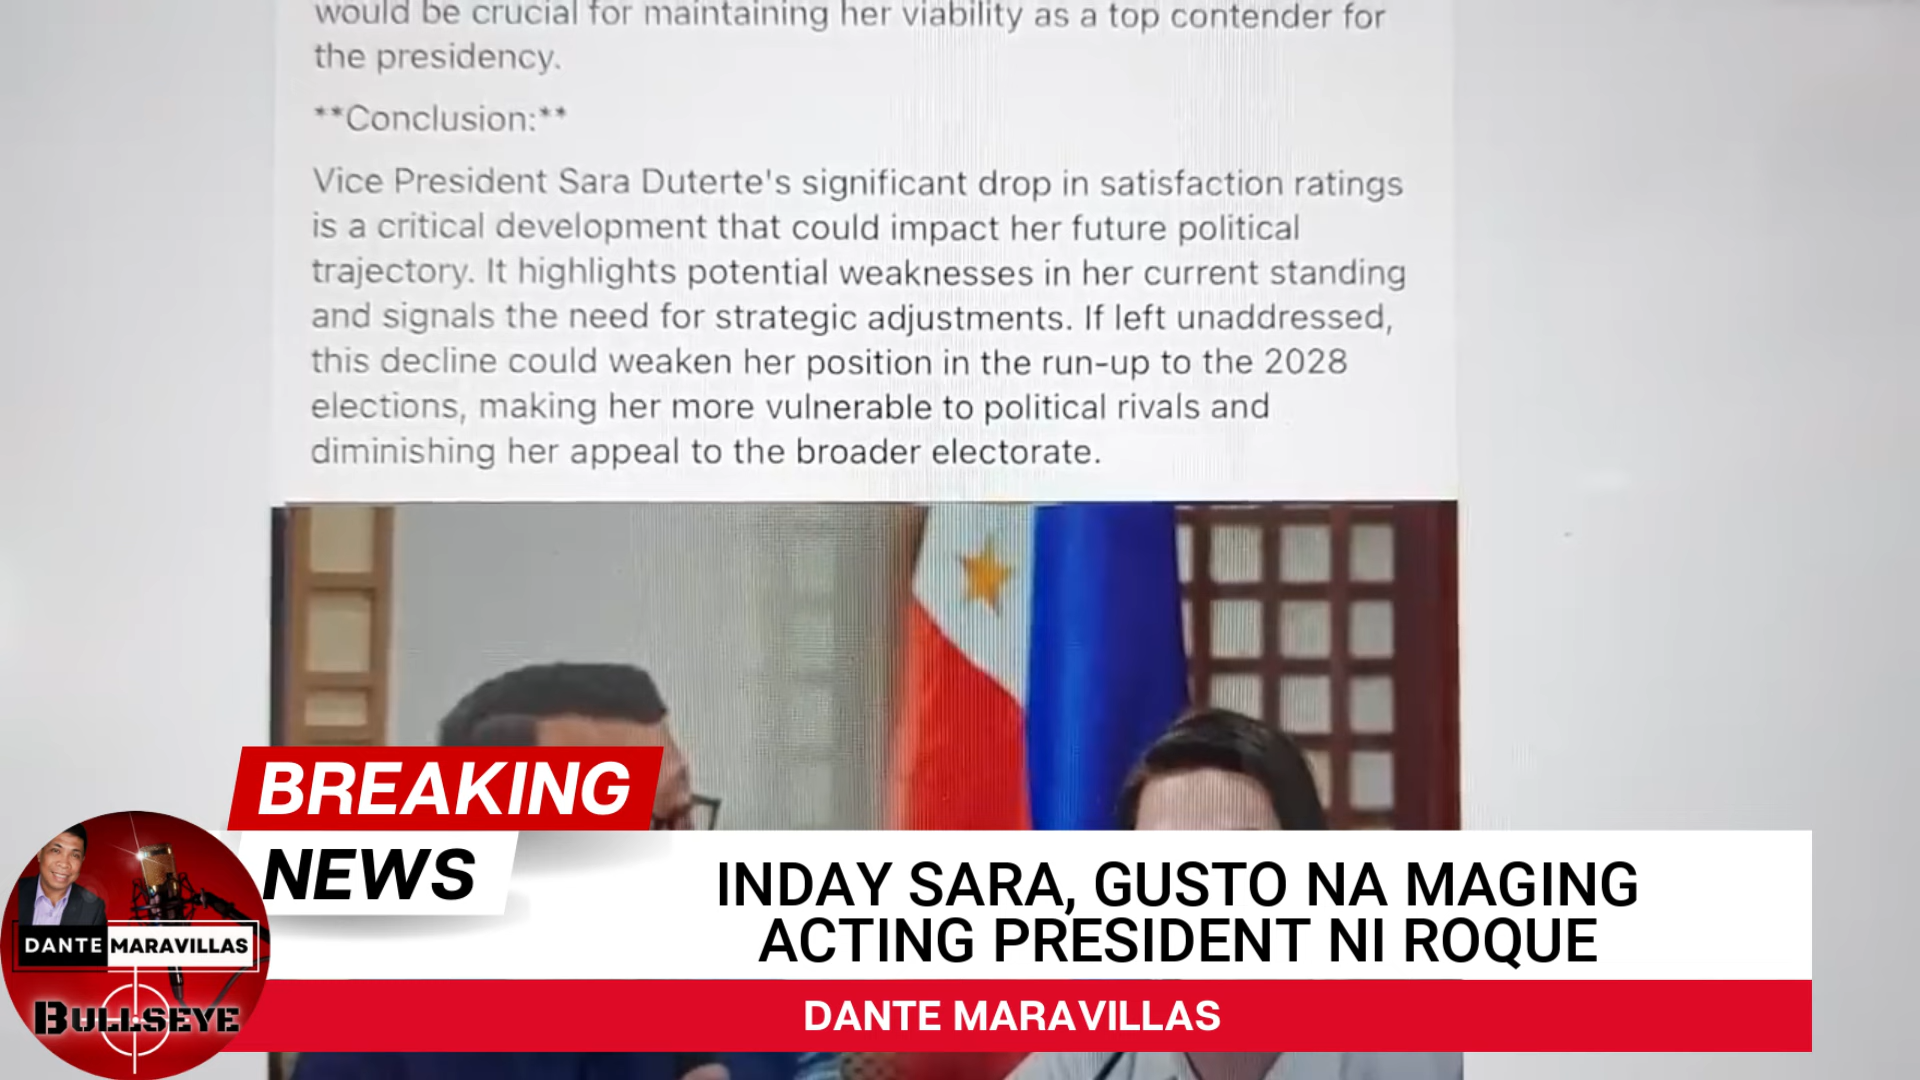 would be crucial for maintaining her viability as a top contender for
the presidency.
**Conclusion:**
Vice President Sara Duterte's significant drop in satisfaction ratings
is a critical development that could impact her future political
trajectory. It highlights potential weaknesses in her current standing
and signals the need for strategic adjustments. If left unaddressed,
this decline could weaken her position in the run-up to the 2028
elections, making her more vulnerable to political rivals and
diminishing her appeal to the broader electorate.
BREAKING
NEWS
INDAY SARA, GUSTO NA MAGING
ACTING PRESIDENT NI ROQUE
DANTE MARAVILLAS
DANTE MARAVILLAS
BULLSEYE